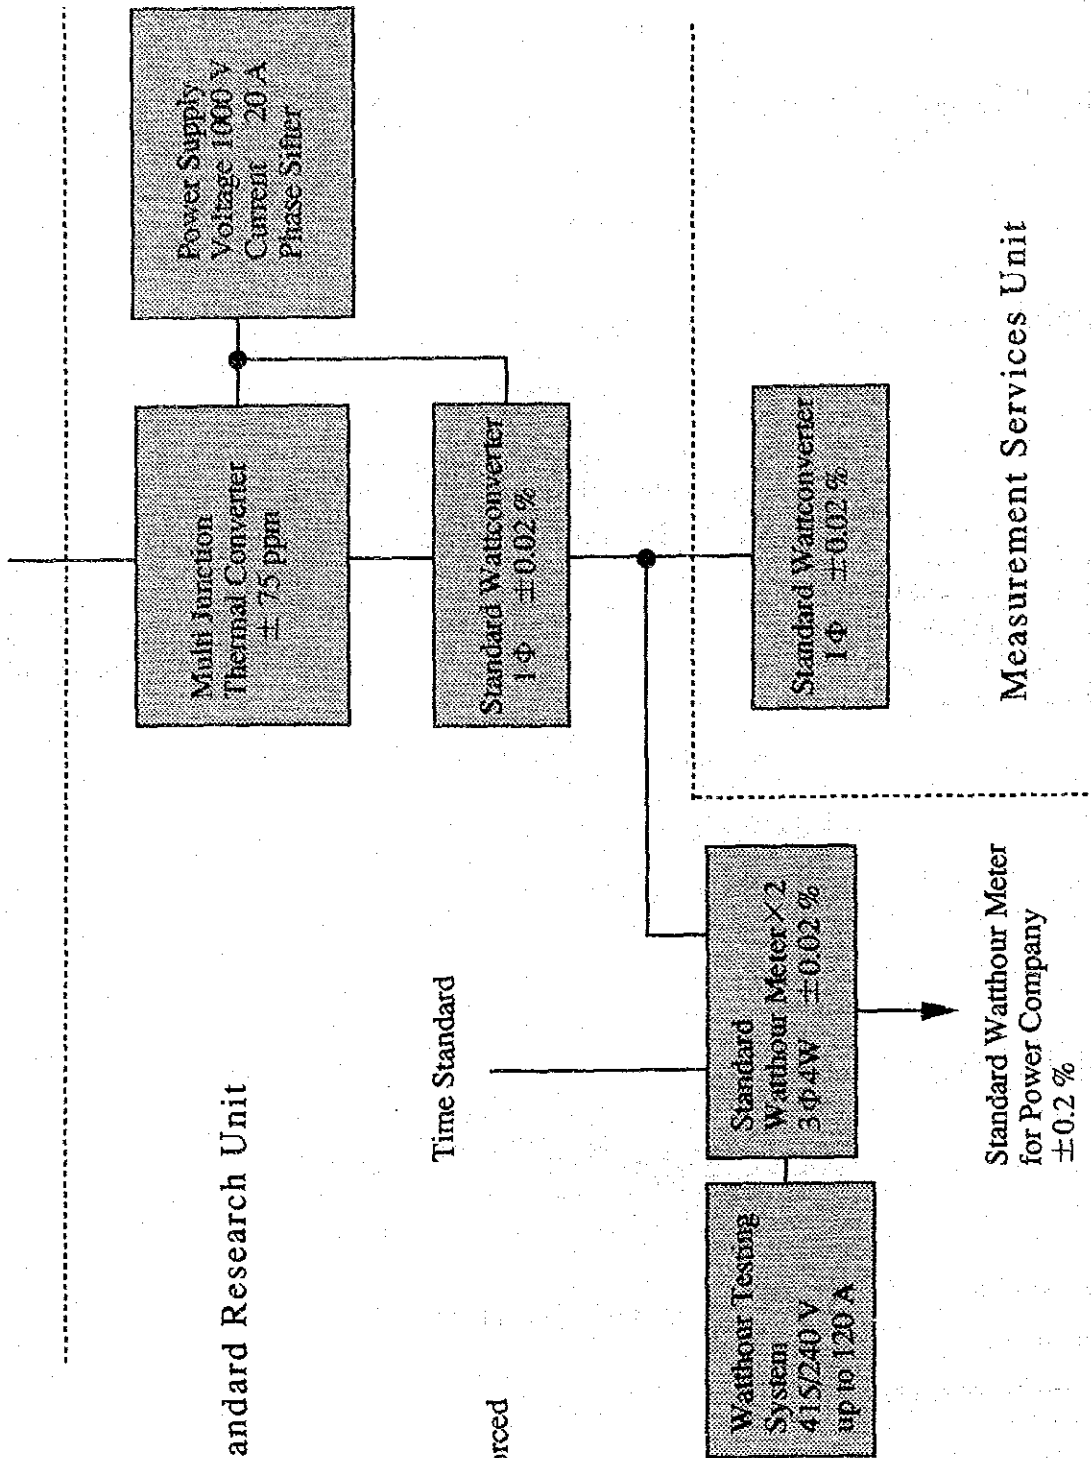 Power Supply
Voltage 1000 V
Current 20 A
Phase Sifter
Multi Junction
Thermal Converter
± 75 ppm
Standard Wattconverter
1Φ ±0.02 %
Standard Wattconverter
1Φ ±0.02 %
Measurement Services Unit
andard Research Unit
Time Standard
Standard
Watthour Meter×2
3Φ4W ±0.02 %
Watthour Testing
System
415/240 V
up to 120 A
Standard Watthour Meter
for Power Company
±0.2 %
orced